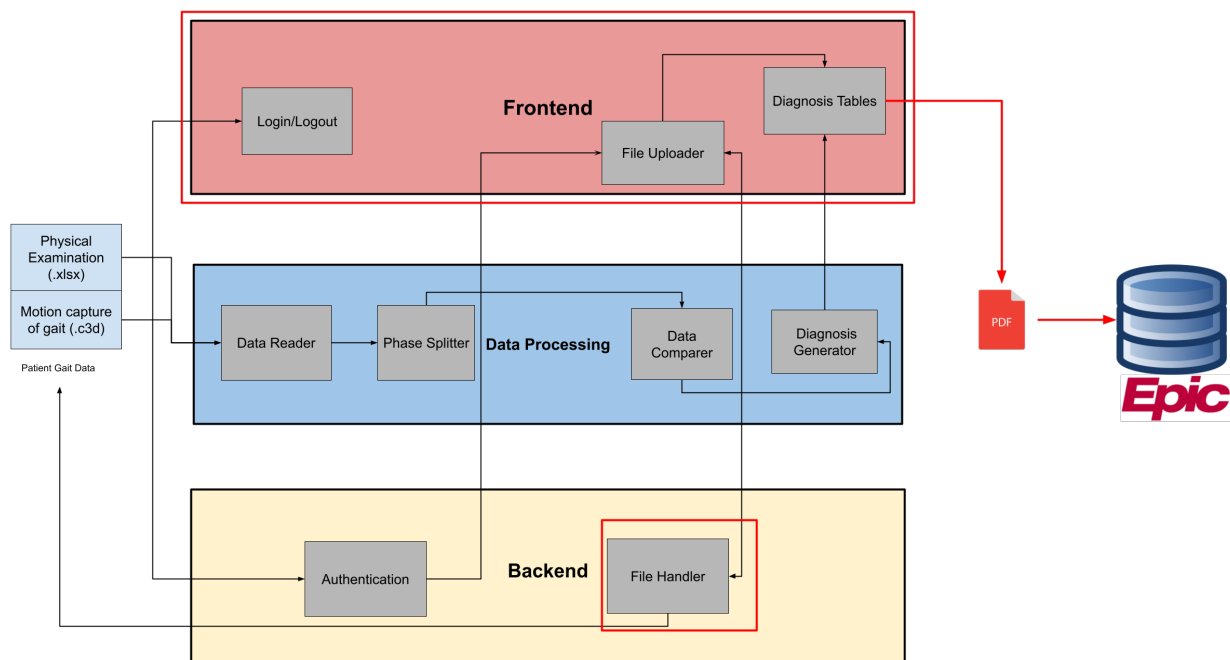 Frontend
Login/Logout
File Uploader
Diagnosis Tables
Physical
Examination
(.xlsx)
Motion capture
of gait (.c3d)
Patient Gait Data
Data Processing
Data Reader
Phase Splitter
Data
Comparer
Diagnosis
Generator
PDF
Epic
Backend
Authentication
File Handler